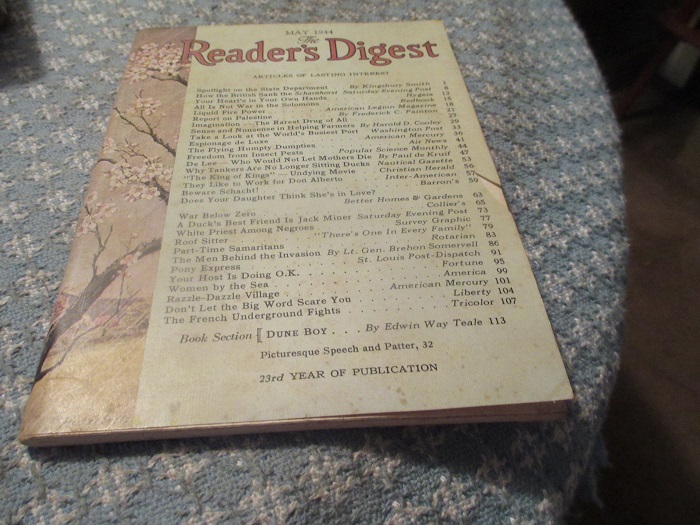 MAY 1944
The
Reader's Digest
ARTICLES OF LASTING INTEREST
Spotlight on the State Department By Kingsbury Smith 1
How the British Sank the Scharnhorst Saturday Evening Post 8
Your Heart's in Your Own Hands Hygeia 12
All Is Not War in the Solomons Redbook
Liquid Fire Power American Legion Magazine 18
Report on Palestine By Frederick C. Painton 21
Imagination—The Rarest Drug of All 27
Sense and Nonsense in Helping Farmers By Harold D. Cooley 29
Take a Look at the World's Busiest Port Washington Post 33
Espionage de Luxe American Mercury 36
The Flying Humpty Dumpties Air News 41
Freedom from Insect Pests Popular Science Monthly 44
De Lee — Who Would Not Let Mothers Die By Paul de Kruif 47
Why Tankers Are No Longer Sitting Ducks Nautical Gazette 53
"The King of Kings" — Undying Movie Christian Herald 56
They Like to Work for Don Alberto Inter-American 57
Beware Schacht! Barron's 59
Does Your Daughter Think She's in Love?
Better Homes & Gardens 63
War Below Zero Collier's 65
A Duck's Best Friend Is Jack Miner Saturday Evening Post 73
White Priest Among Negroes Survey Graphic 77
Roof Sitter "There's One In Every Family" 79
Part-Time Samaritans Rotarian 83
The Men Behind the Invasion By Lt. Gen. Brehon Somervell 86
Pony Express St. Louis Post-Dispatch 91
Your Host Is Doing O.K. Fortune 95
Women by the Sea America 99
Razzle-Dazzle Village American Mercury 101
Don't Let the Big Word Scare You Liberty 104
The French Underground Fights Tricolor 107
Book Section [ DUNE BOY . . . By Edwin Way Teale 113
Picturesque Speech and Patter, 32
23rd YEAR OF PUBLICATION